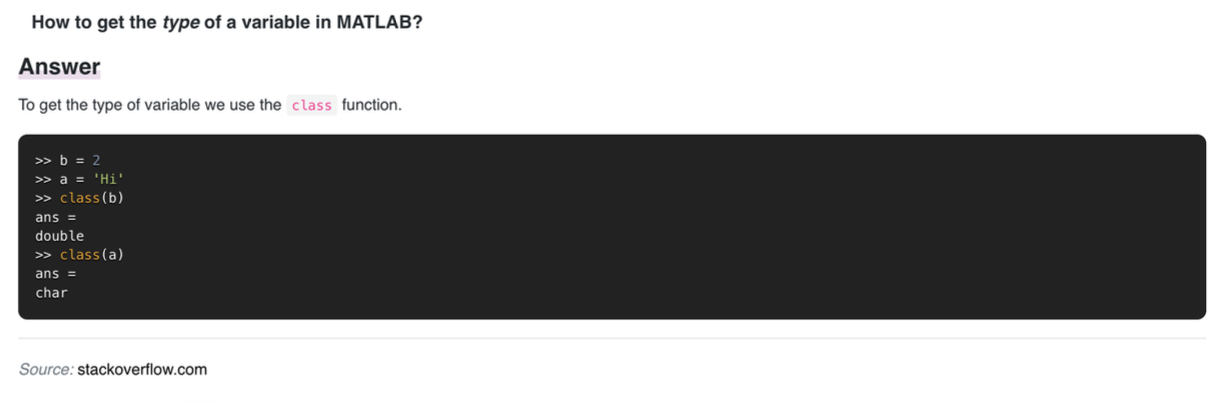 How to get the type of a variable in MATLAB?
Answer
To get the type of variable we use the class function.
>> b = 2
>> a = 'Hi'
>> class(b)
ans =
double
>> class(a)
ans =
char
Source: stackoverflow.com